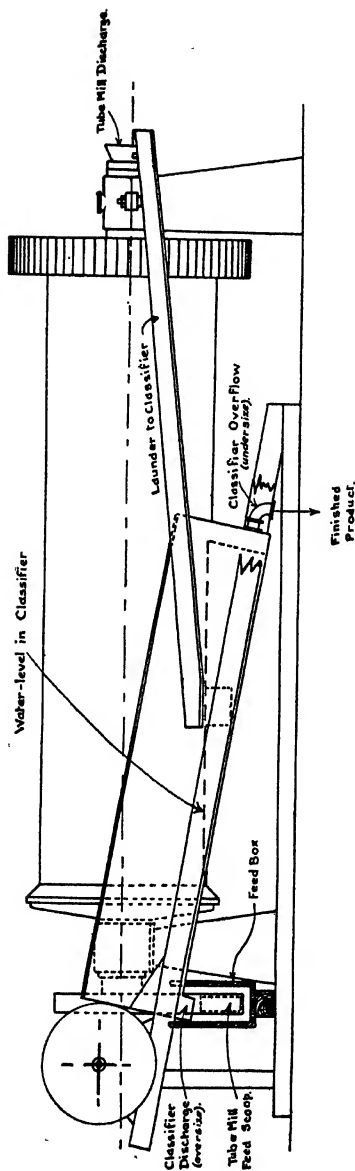 Tube Mill Discharge.
Water-level in Classifier
Launder to Classifier
Classifier Overflow
(undersize).
Finished
Product.
Feed Box
Classifier
Discharge
(oversize).
Tube Mill
Feed Scoop.